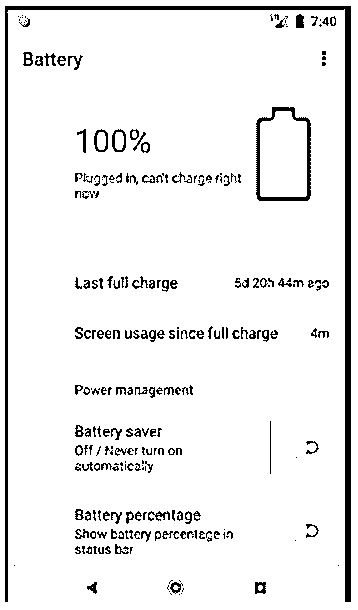 7:40
Battery
100%
Plugged in, can't charge right
now
Last full charge 5d 20h 44m ago
Screen usage since full charge 4m
Power management
Battery saver
Off / Never turn on
automatically
Battery percentage
Show battery percentage in
status bar